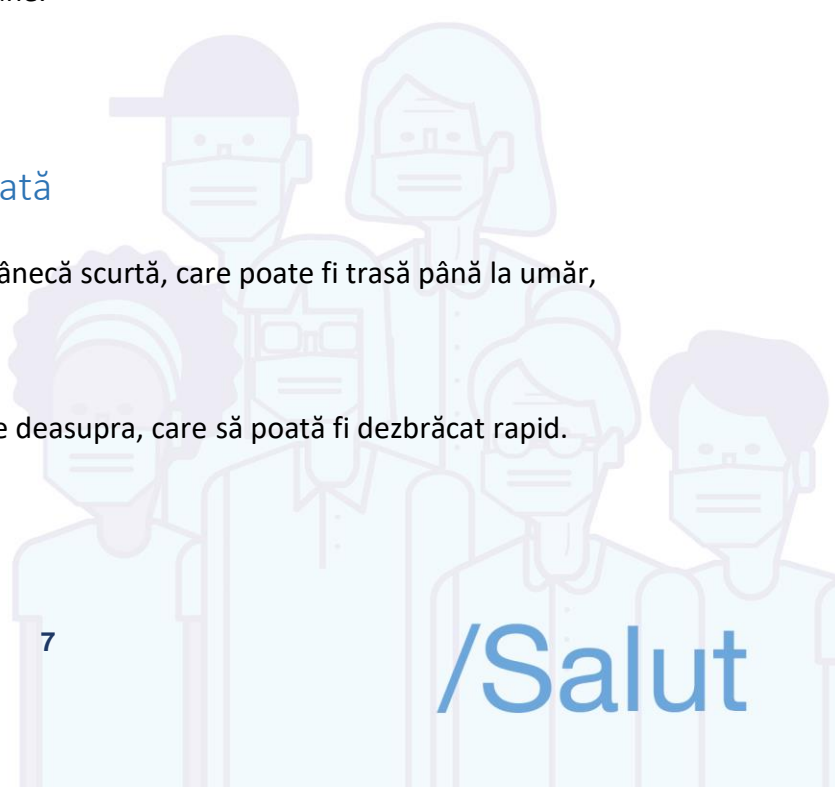 ată
ânecă scurtă, care poate fi trasă până la umăr,
e deasupra, care să poată fi dezbrăcat rapid.
7
/Salut